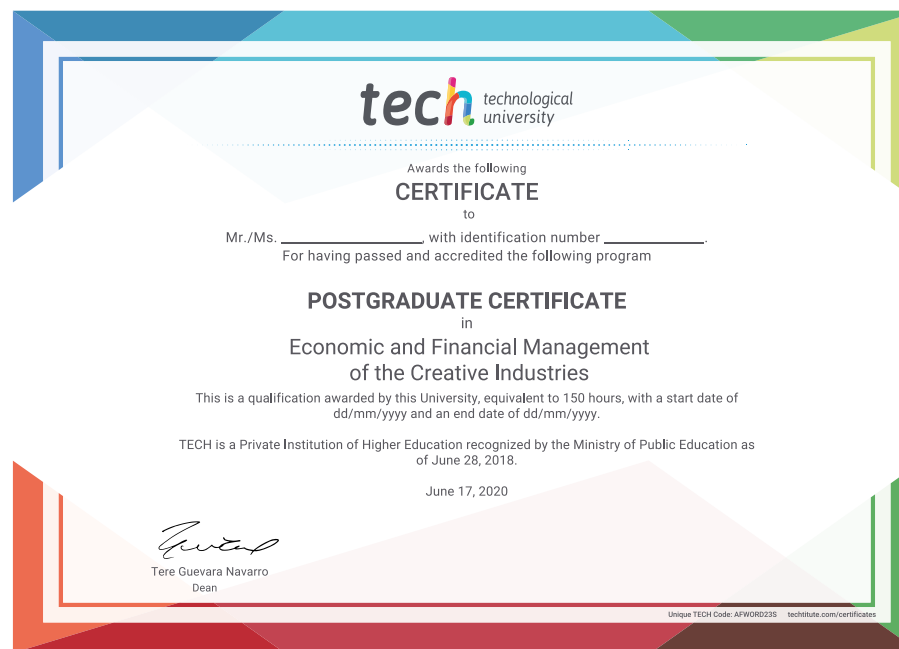 tech technological
university
Awards the following
CERTIFICATE
to
Mr./Ms. ____________, with identification number ____________.
For having passed and accredited the following program
POSTGRADUATE CERTIFICATE
in
Economic and Financial Management
of the Creative Industries
This is a qualification awarded by this University, equivalent to 150 hours, with a start date of
dd/mm/yyyy and an end date of dd/mm/yyyy.
TECH is a Private Institution of Higher Education recognized by the Ministry of Public Education as
of June 28, 2018.
June 17, 2020
Tere Guevara Navarro
Dean
Unique TECH Code: AFWORD23S techtitute.com/certificates